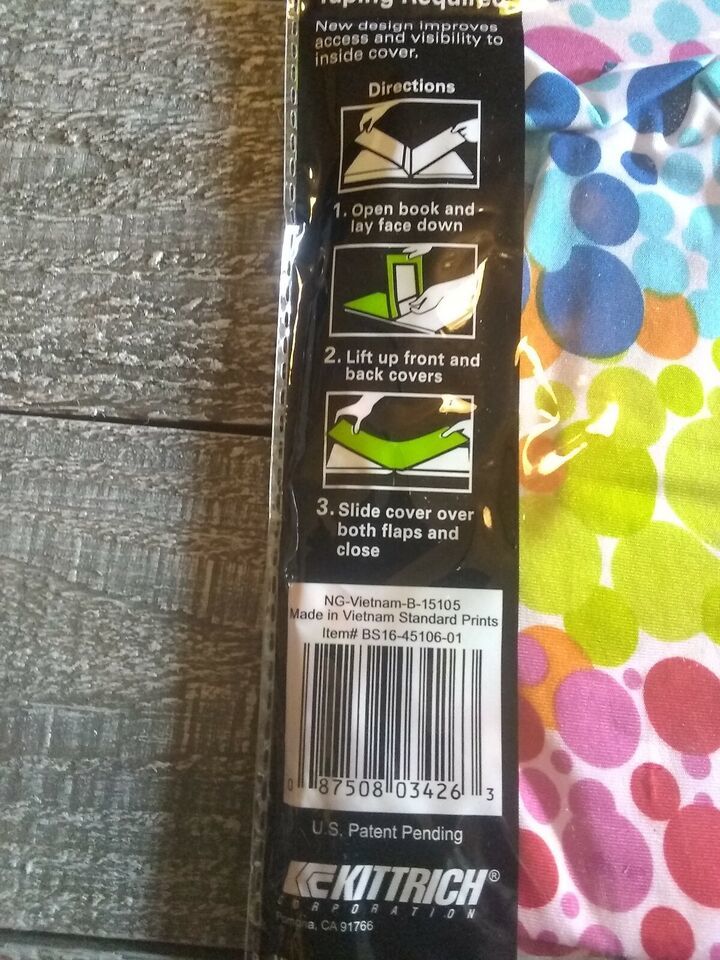 Taping Required
New design improves
access and visibility to
inside cover.
Directions
1. Open book and
lay face down
2. Lift up front and
back covers
3. Slide cover over
both flaps and
close
NG-Vietnam-B-15105
Made in Vietnam Standard Prints
Item# BS16-45106-01
0 87508 03426 3
U.S. Patent Pending
KITTRICH®
CORPORATION
Pomona, CA 91766